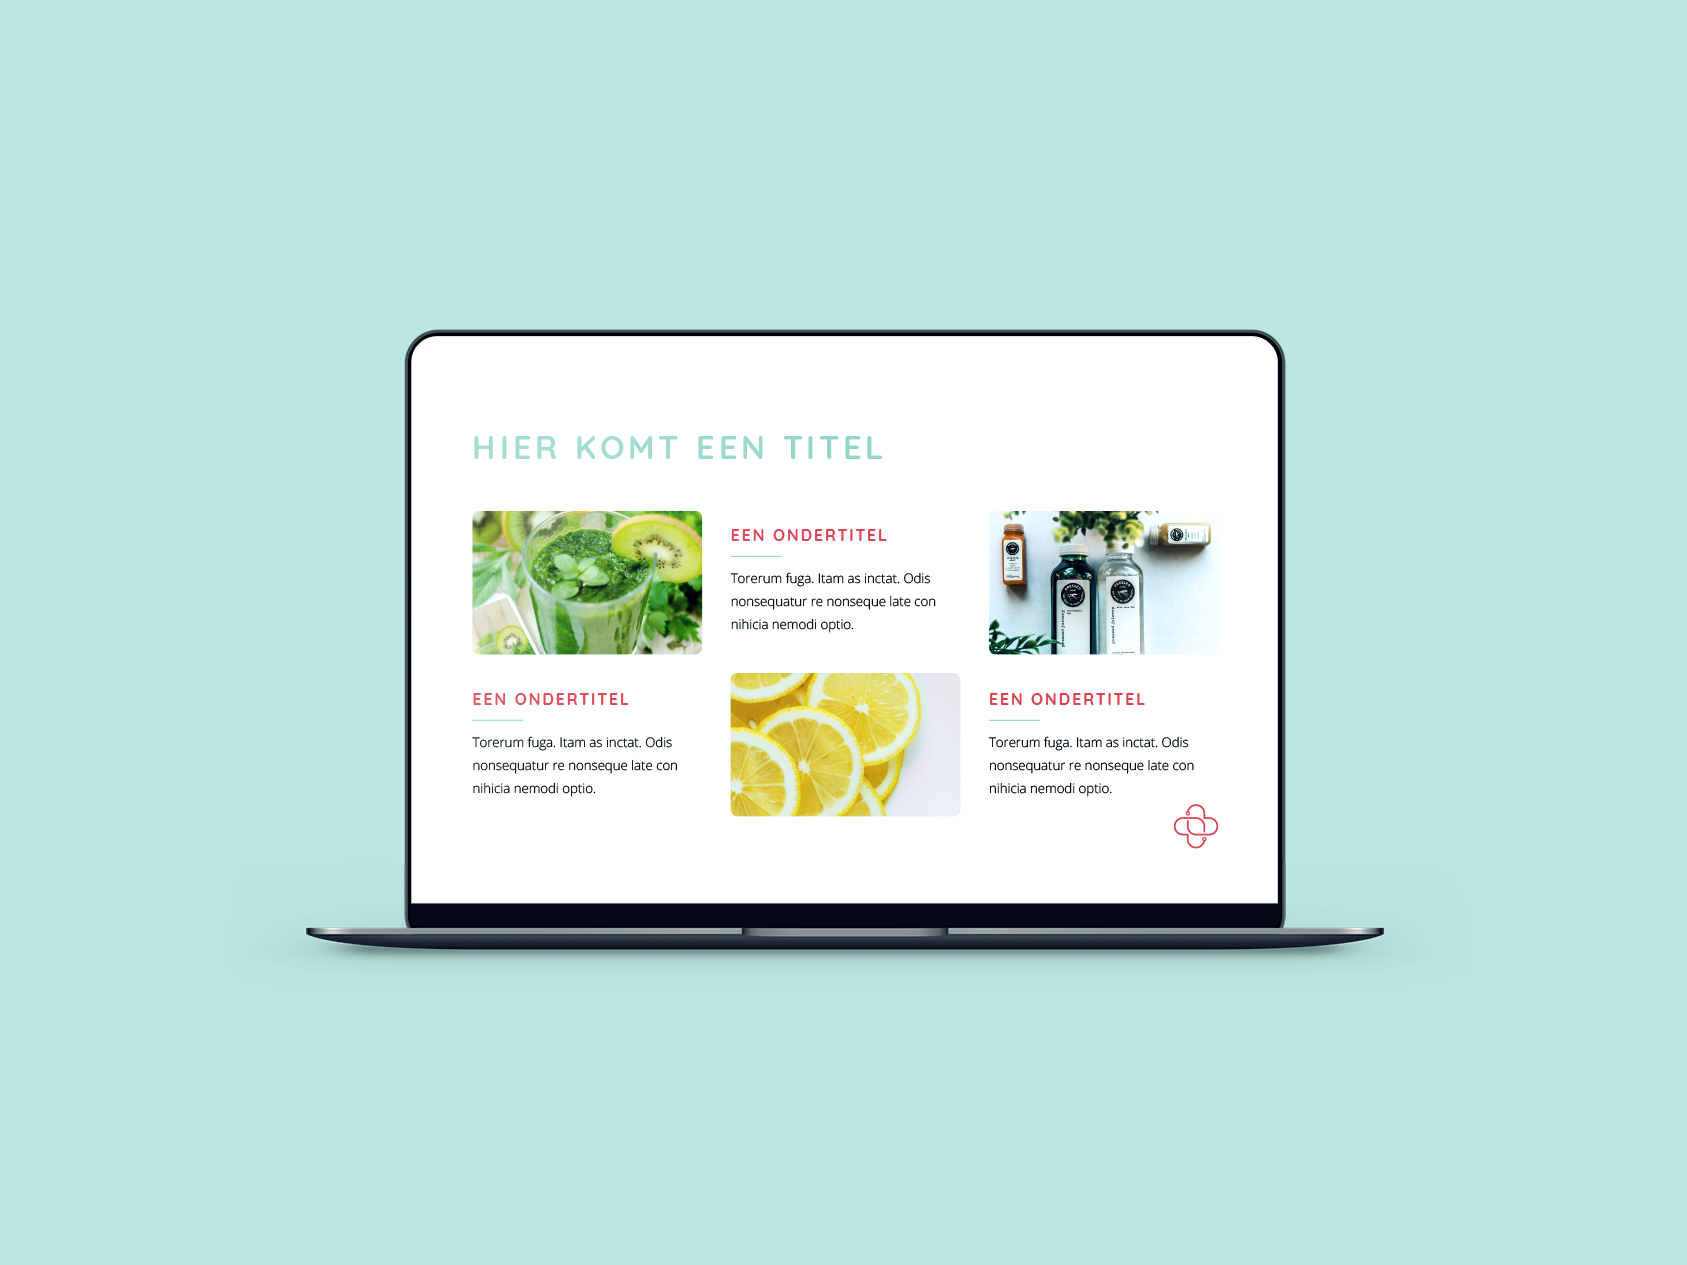 HIER KOMT EEN TITEL
EEN ONDERTITEL
Torerum fuga. Itam as inctat. Odis
nonsequatur re nonseque late con
nihicia nemodi optio.
EEN ONDERTITEL
Torerum fuga. Itam as inctat. Odis
nonsequatur re nonseque late con
nihicia nemodi optio.
EEN ONDERTITEL
Torerum fuga. Itam as inctat. Odis
nonsequatur re nonseque late con
nihicia nemodi optio.